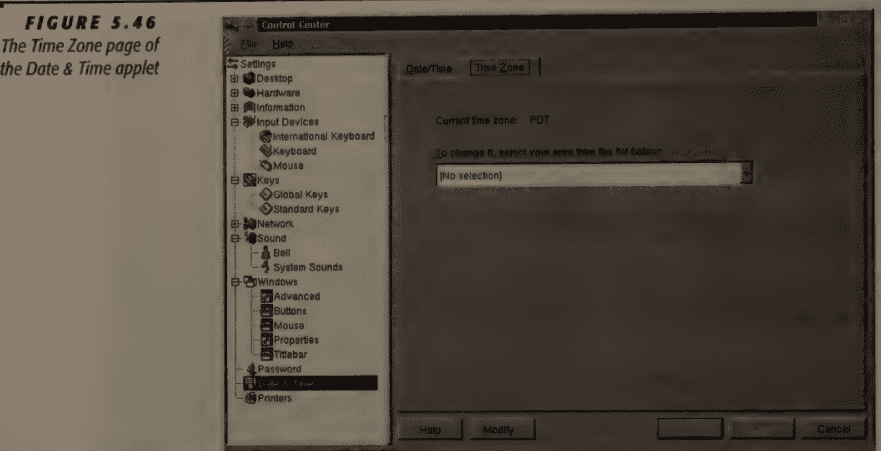 FIGURE 5.46
The Time Zone page of
the Date & Time applet
Control Center
File Help
Settings
Desktop
Hardware
Information
Input Devices
International Keyboard
Keyboard
Mouse
Keys
Global Keys
Standard Keys
Network
Sound
Bell
System Sounds
Windows
Advanced
Buttons
Mouse
Properties
Titlebar
Password
Date & Time
Printers
Date/Time Time Zone
Current time zone: PDT
To change it, select your area from the list below:
[No selection]
Help Modify Cancel